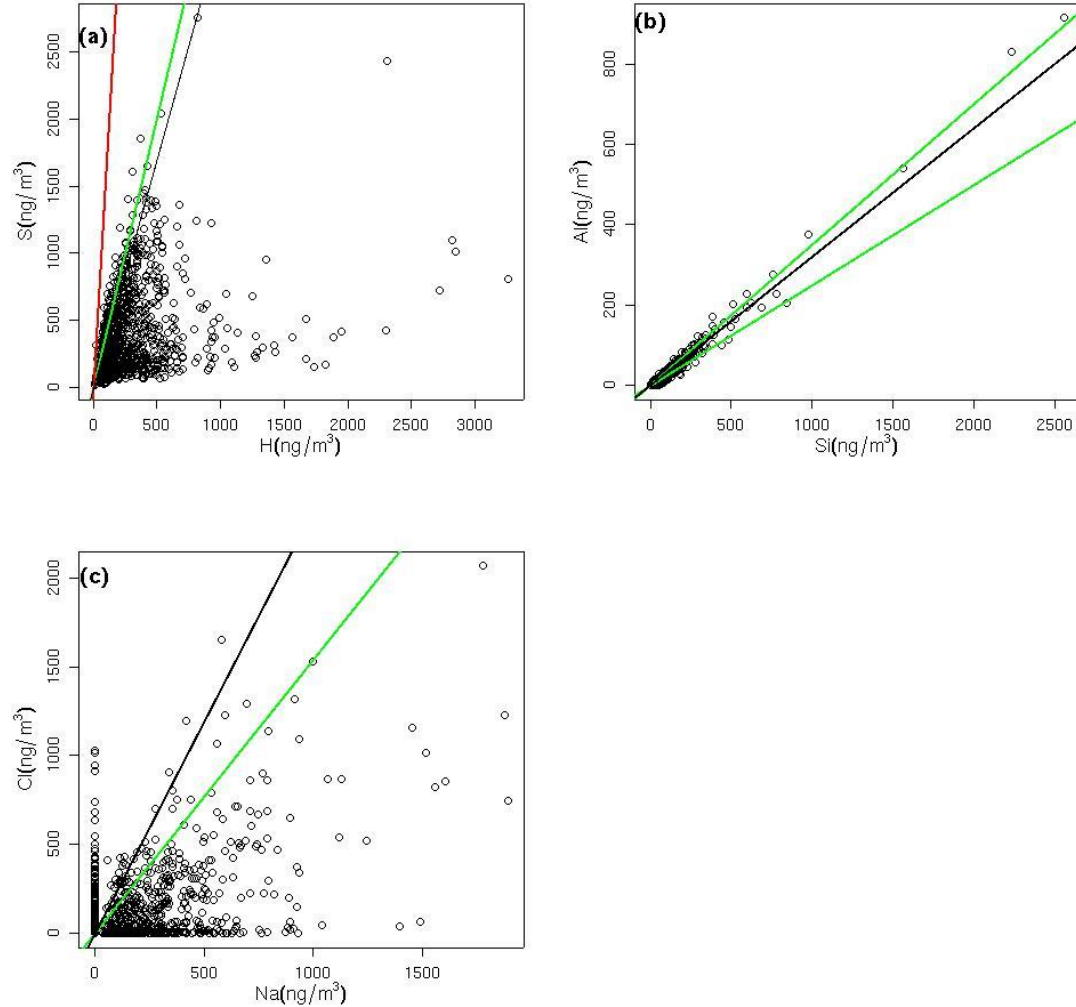 (a)
2500
2000
1500
1000
500
0
S(ng/m³)
0 500 1000 1500 2000 2500 3000
H(ng/m³)
(b)
800
600
400
200
0
Al(ng/m³)
0 500 1000 1500 2000 2500
Si(ng/m³)
(c)
2000
1500
1000
500
0
Cl(ng/m³)
0 500 1000 1500
Na(ng/m³)